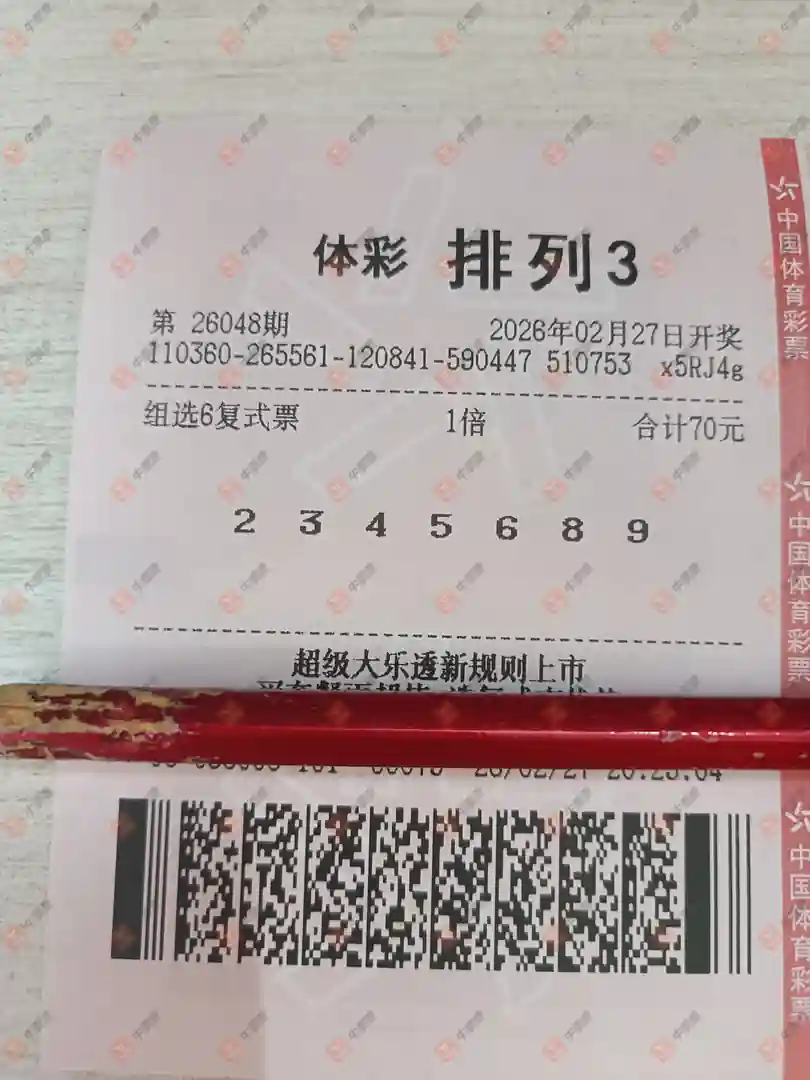 体彩 排列3
第 26048期 2026年02月27日开奖
110360-265561-120841-590447 510753 x5RJ4g
组选6复式票 1倍 合计70元
2 3 4 5 6 8 9
超级大乐透新规则上市
中国体育彩票
中国体育彩票
中国体育彩票